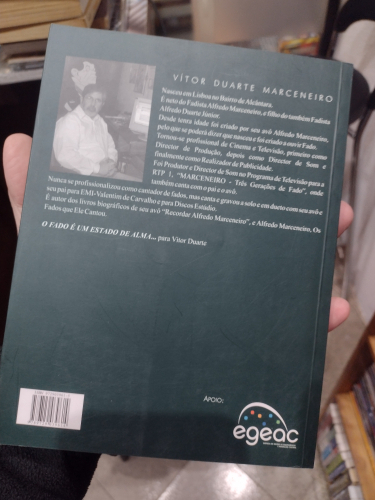 VÍTOR DUARTE MARCENEIRO
Nasceu em Lisboa no Bairro de Alcântara.
É neto do Fadista Alfredo Marceneiro, e filho do também Fadista
Alfredo Duarte Júnior.
Desde tenra idade foi criado por seu avô Alfredo Marceneiro,
pelo que se poderá dizer que nasceu e foi criado a ouvir Fado.
Tornou-se profissional de Cinema e Televisão, primeiro como
Director de Produção, depois como Director de Som e
finalmente como Realizador de Publicidade.
Foi Produtor e Director de Som no Programa de Televisão para a
RTP 1, "MARCENEIRO - Três Gerações de Fado", onde
também canta com o pai e o avô.
Nunca se profissionalizou como cantador de fados, mas canta e gravou a solo e em dueto com seu avô e
seu pai para EMI-Valentim de Carvalho e para Discos Estúdio.
É autor dos livros biográficos de seu avô "Recordar Alfredo Marceneiro", e Alfredo Marceneiro. Os
Fados que Ele Cantou.
O FADO É UM ESTADO DE ALMA... para Vítor Duarte
APOIO:
egeac